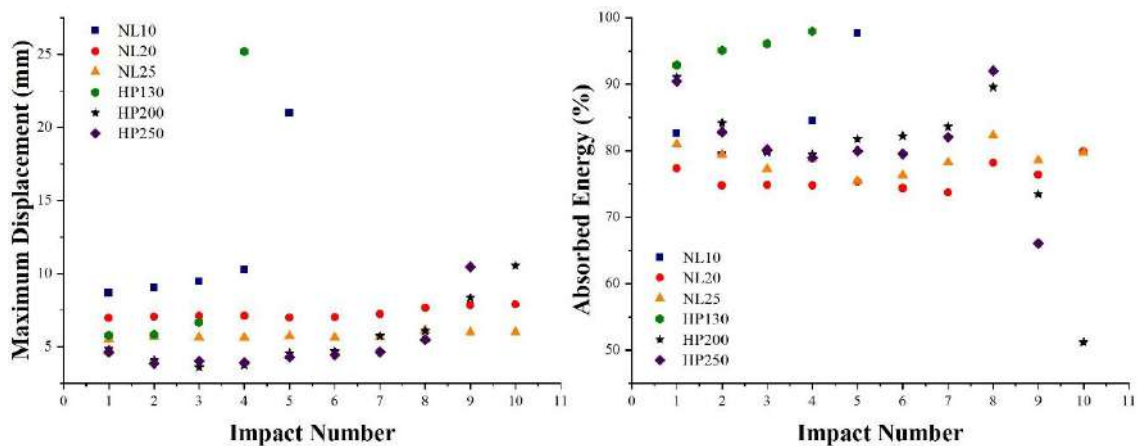 Maximum Displacement (mm)
25
20
15
10
5
NL10
NL20
NL25
HP130
HP200
HP250
0 1 2 3 4 5 6 7 8 9 10 11
Impact Number
Absorbed Energy (%)
100
90
80
70
60
50
NL10
NL20
NL25
HP130
HP200
HP250
0 1 2 3 4 5 6 7 8 9 10 11
Impact Number